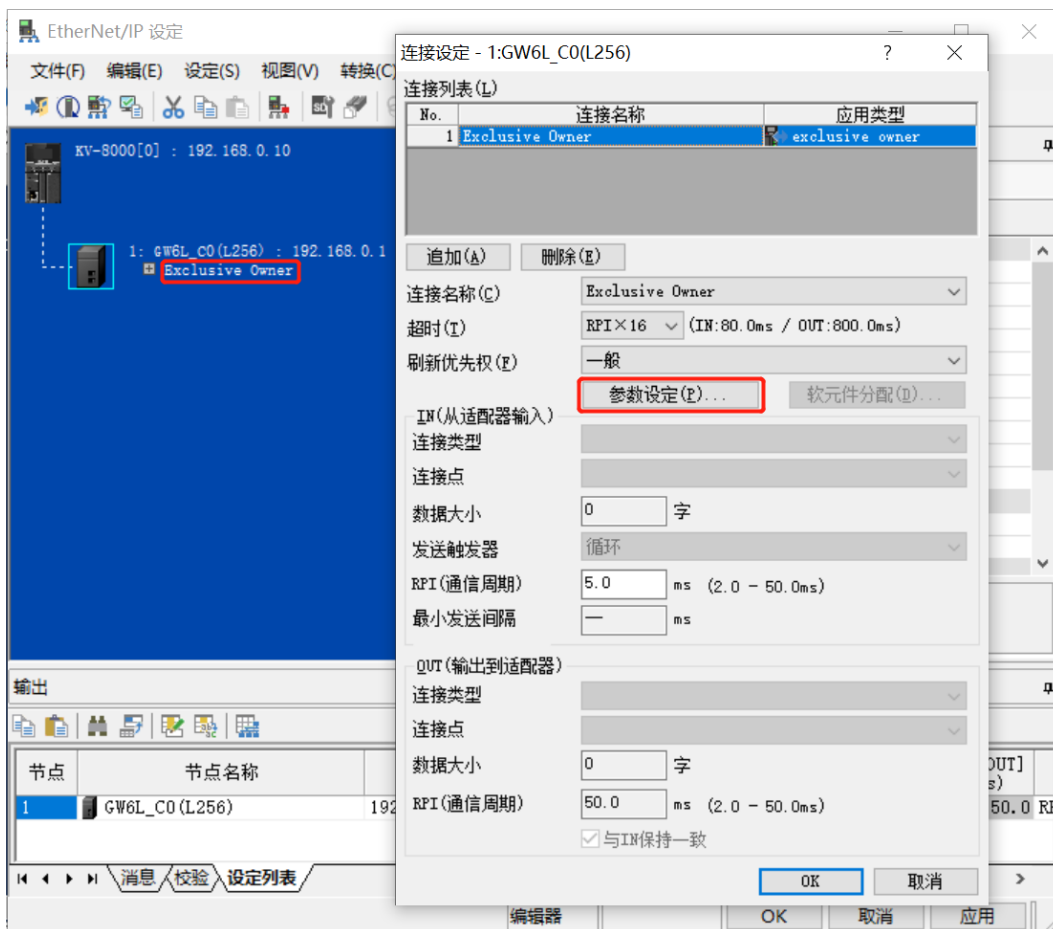 EtherNet/IP 设定
文件(F) 编辑(E) 设定(S) 视图(V) 转换(C)
KV-8000[0] : 192.168.0.10
1: GW6L_C0(L256) : 192.168.0.1
Exclusive Owner
连接设定 - 1:GW6L_C0(L256)
?
连接列表(L)
No. 连接名称 应用类型
1 Exclusive Owner exclusive owner
追加(A) 删除(E)
连接名称(C) Exclusive Owner
超时(T) RPI×16 (IN:80.0ms / OUT:800.0ms)
刷新优先权(F) 一般
参数设定(P)... 软元件分配(D)...
IN(从适配器输入)
连接类型
连接点
数据大小 0 字
发送触发器 循环
RPI(通信周期) 5.0 ms (2.0 - 50.0ms)
最小发送间隔 — ms
OUT(输出到适配器)
连接类型
连接点
数据大小 0 字
RPI(通信周期) 50.0 ms (2.0 - 50.0ms)
与IN保持一致
OK 取消
输出
节点 节点名称 OUT]
s)
1 GW6L_C0(L256) 192 50.0 RP
消息 校验 设定列表
编辑器 OK 取消 应用